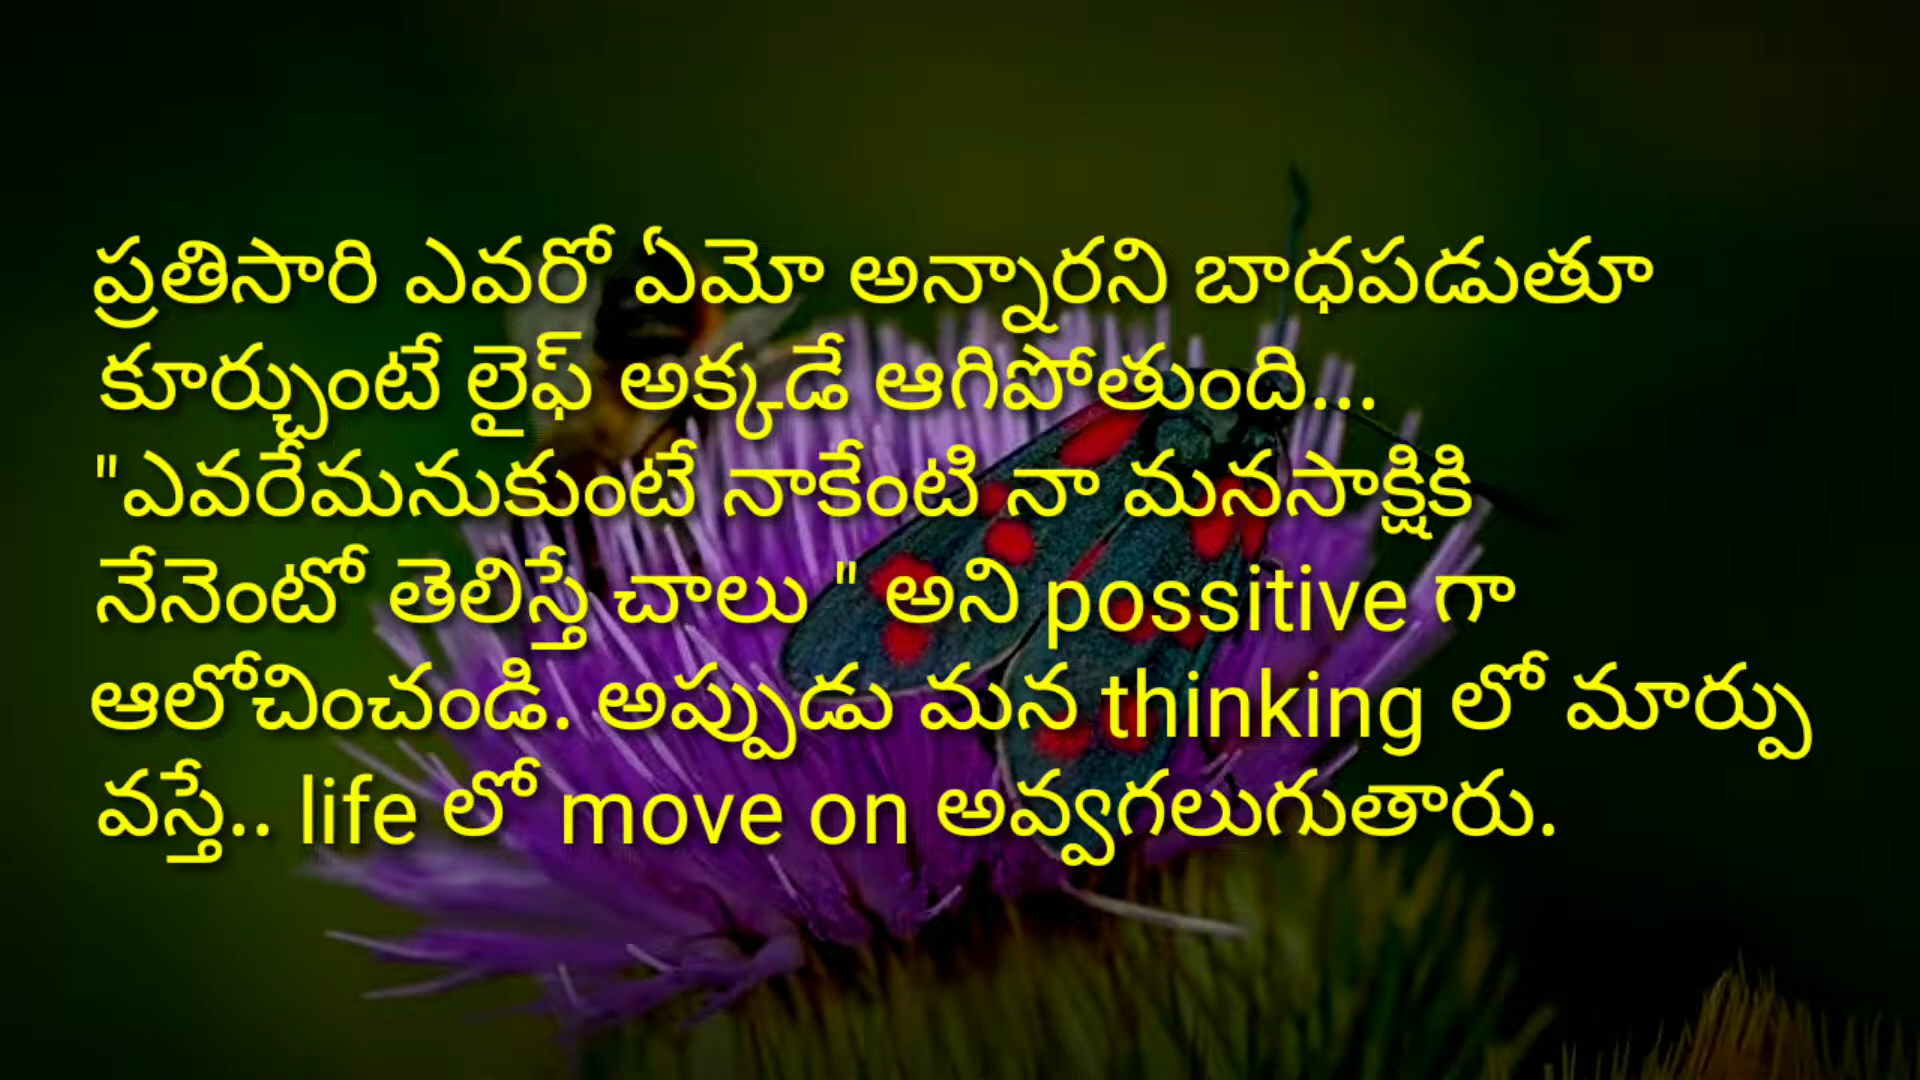 ప్రతిసారి ఎవరో ఏమో అన్నారని బాధపడుతూ
కూర్చుంటే లైఫ్ అక్కడే ఆగిపోతుంది...
"ఎవరేమనుకుంటే నాకేంటి నా మనసాక్షికి
నేనెంటో తెలిస్తే చాలు " అని possitive గా
ఆలోచించండి. అప్పుడు మన thinking లో మార్పు
వస్తే.. life లో move on అవ్వగలుగుతారు.